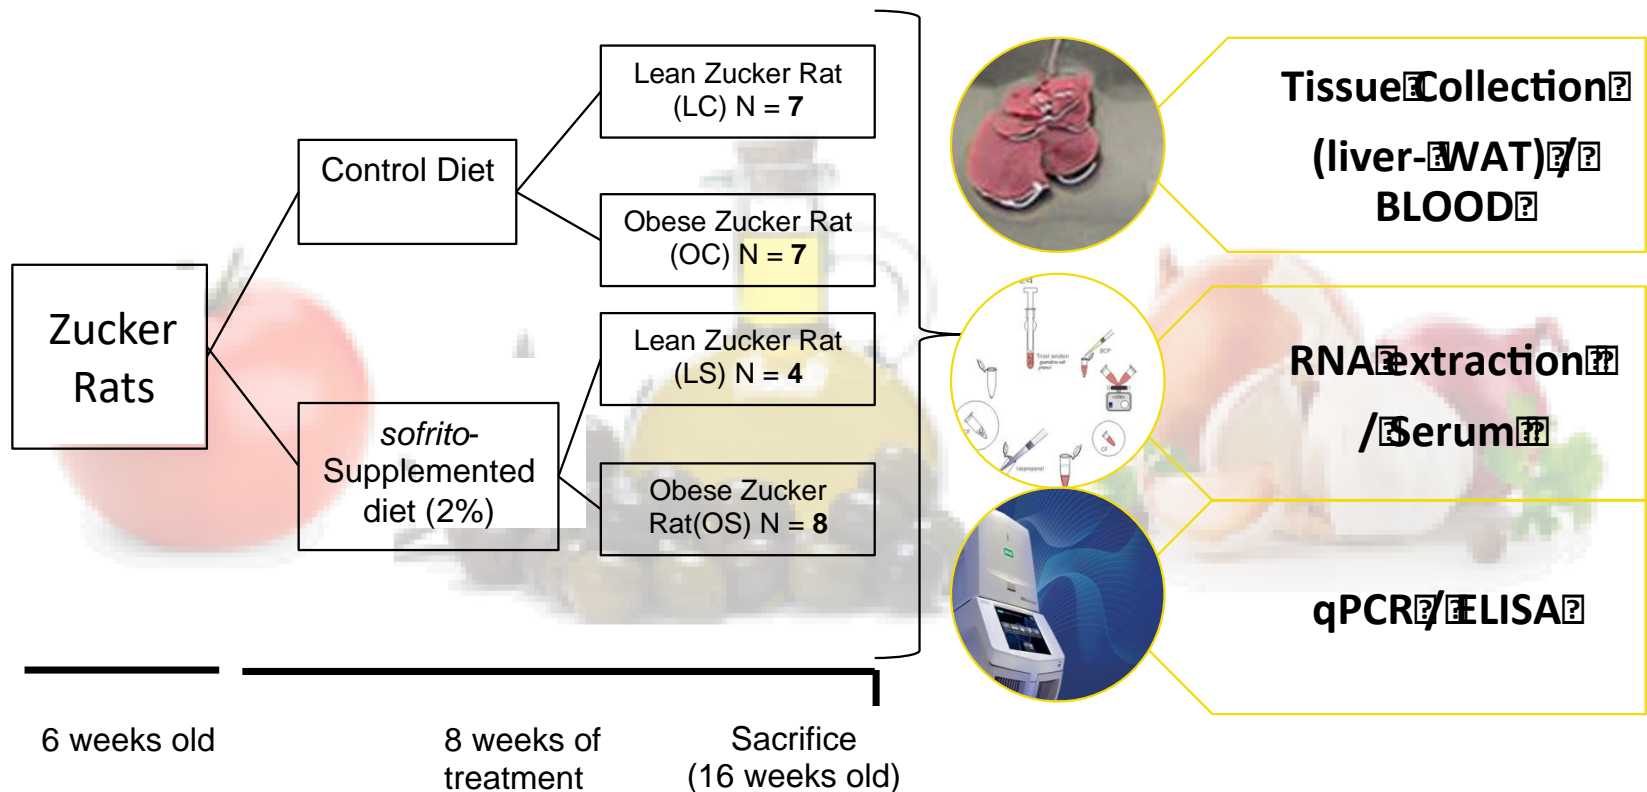 Zucker
Rats
Control Diet
sofrito-
Supplemented
diet (2%)
Lean Zucker Rat
(LC) N = 7
Obese Zucker Rat
(OC) N = 7
Lean Zucker Rat
(LS) N = 4
Obese Zucker
Rat(OS) N = 8
6 weeks old
8 weeks of
treatment
Sacrifice
(16 weeks old)
Tissue Collection
(liver- WAT) /
BLOOD
RNA extraction
/ Serum
qPCR / ELISA
BCP
Isopropanol